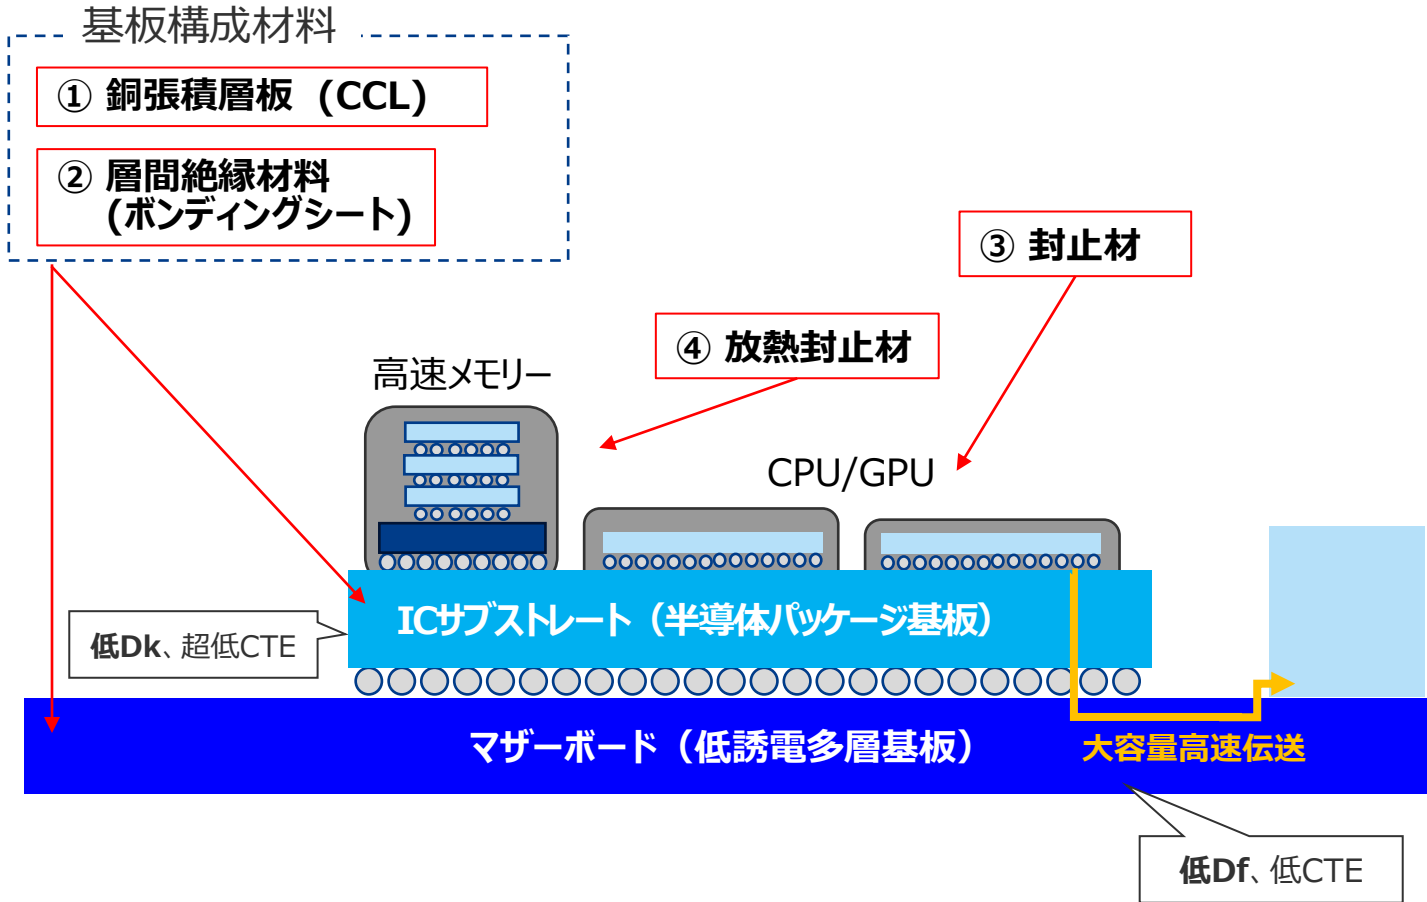 基板構成材料
① 銅張積層板 (CCL)
② 層間絶縁材料
(ボンディングシート)
③ 封止材
④ 放熱封止材
高速メモリー
CPU/GPU
ICサブストレート（半導体パッケージ基板）
低Dk、超低CTE
マザーボード（低誘電多層基板）
大容量高速伝送
低Df、低CTE